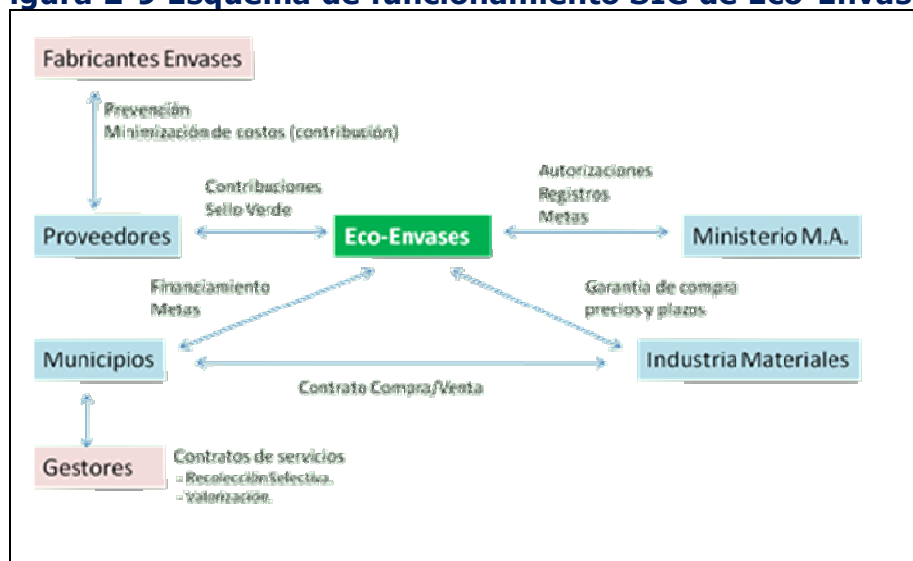 igura 2-9 Esquema de funcionamiento SIG de Eco-Envas
Fabricantes Envases
Prevención
Minimización de costos (contribución)
Contribuciones
Sello Verde
Autorizaciones
Registros
Metas
Proveedores
Eco-Envases
Ministerio M.A.
Financiamiento
Metas
Garantía de compra
precios y plazos
Municipios
Industria Materiales
Contrato Compra/Venta
Gestores
Contratos de servicios
- Recolección Selectiva.
- Valorización.